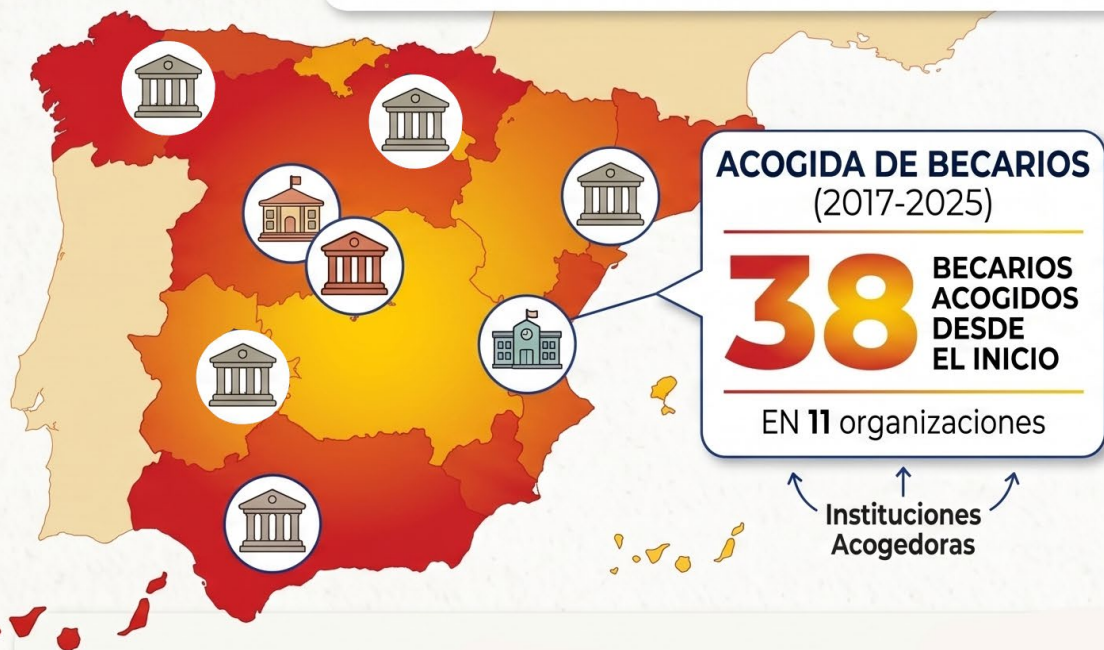 ACOGIDA DE BECARIOS
(2017-2025)
38
BECARIOS
ACOGIDOS
DESDE
EL INICIO
EN 11 organizaciones
Instituciones
Acogedoras